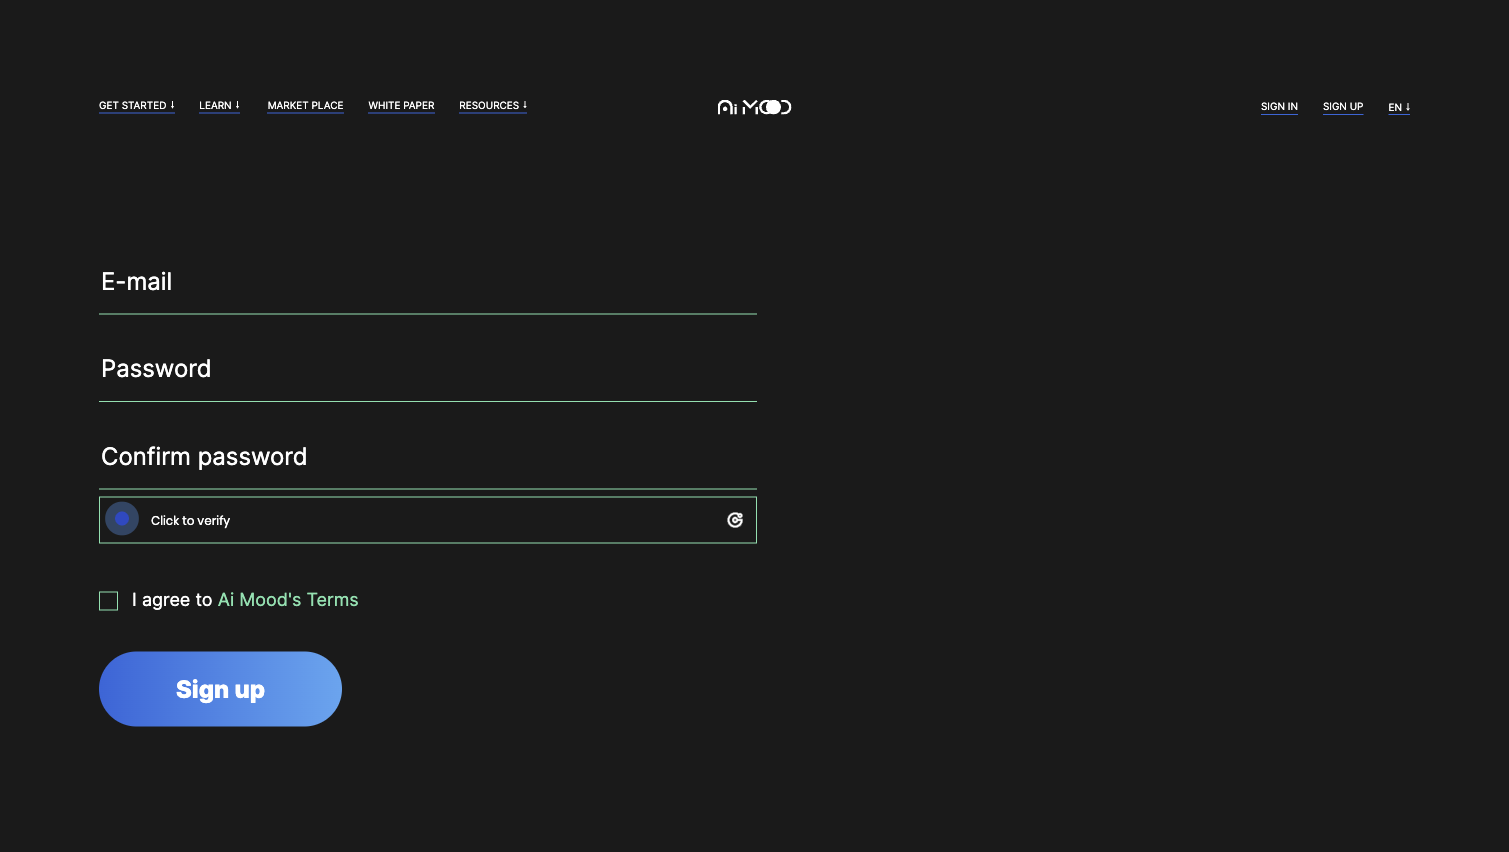 GET STARTED ↓ LEARN ↓ MARKET PLACE WHITE PAPER RESOURCES ↓ Ai MOOD SIGN IN SIGN UP EN ↓
E-mail
Password
Confirm password
Click to verify
I agree to Ai Mood's Terms
Sign up